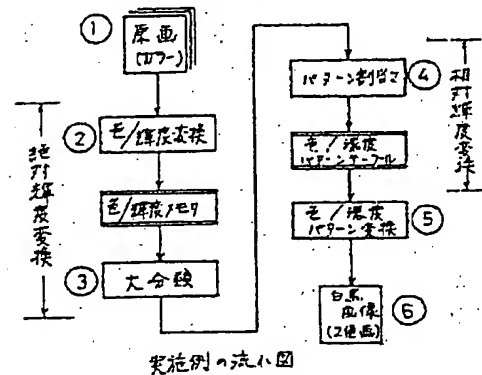 ①
原画
(カラー)
②
色/輝度変換
色/輝度メモリ
③
大分類
絶対輝度変換
④
パターン割当て
色/濃度
パターンテーブル
⑤
色/濃度
パターン変換
相対輝度変換
⑥
白黒
画像
(2値画)
実施例の流れ図